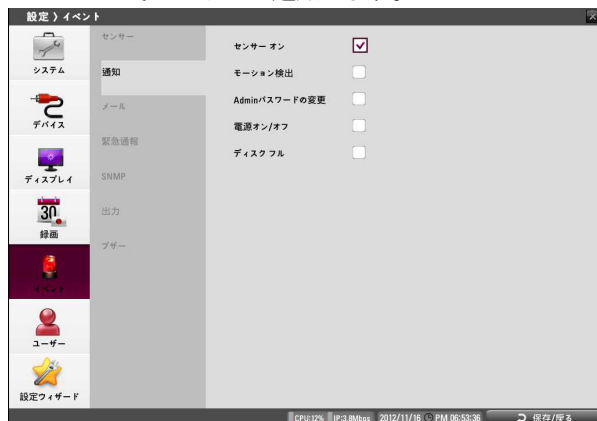 設定 〉イベント
システム
デバイス
ディスプレイ
30
録画
イベント
ユーザー
設定ウィザード
センサー
通知
メール
緊急通報
SNMP
出力
ブザー
センサー オン
モーション検出
Adminパスワードの変更
電源オン/オフ
ディスク フル
CPU:12% IP:3.8Mbps 2012/11/16 PM 06:53:36 保存/戻る